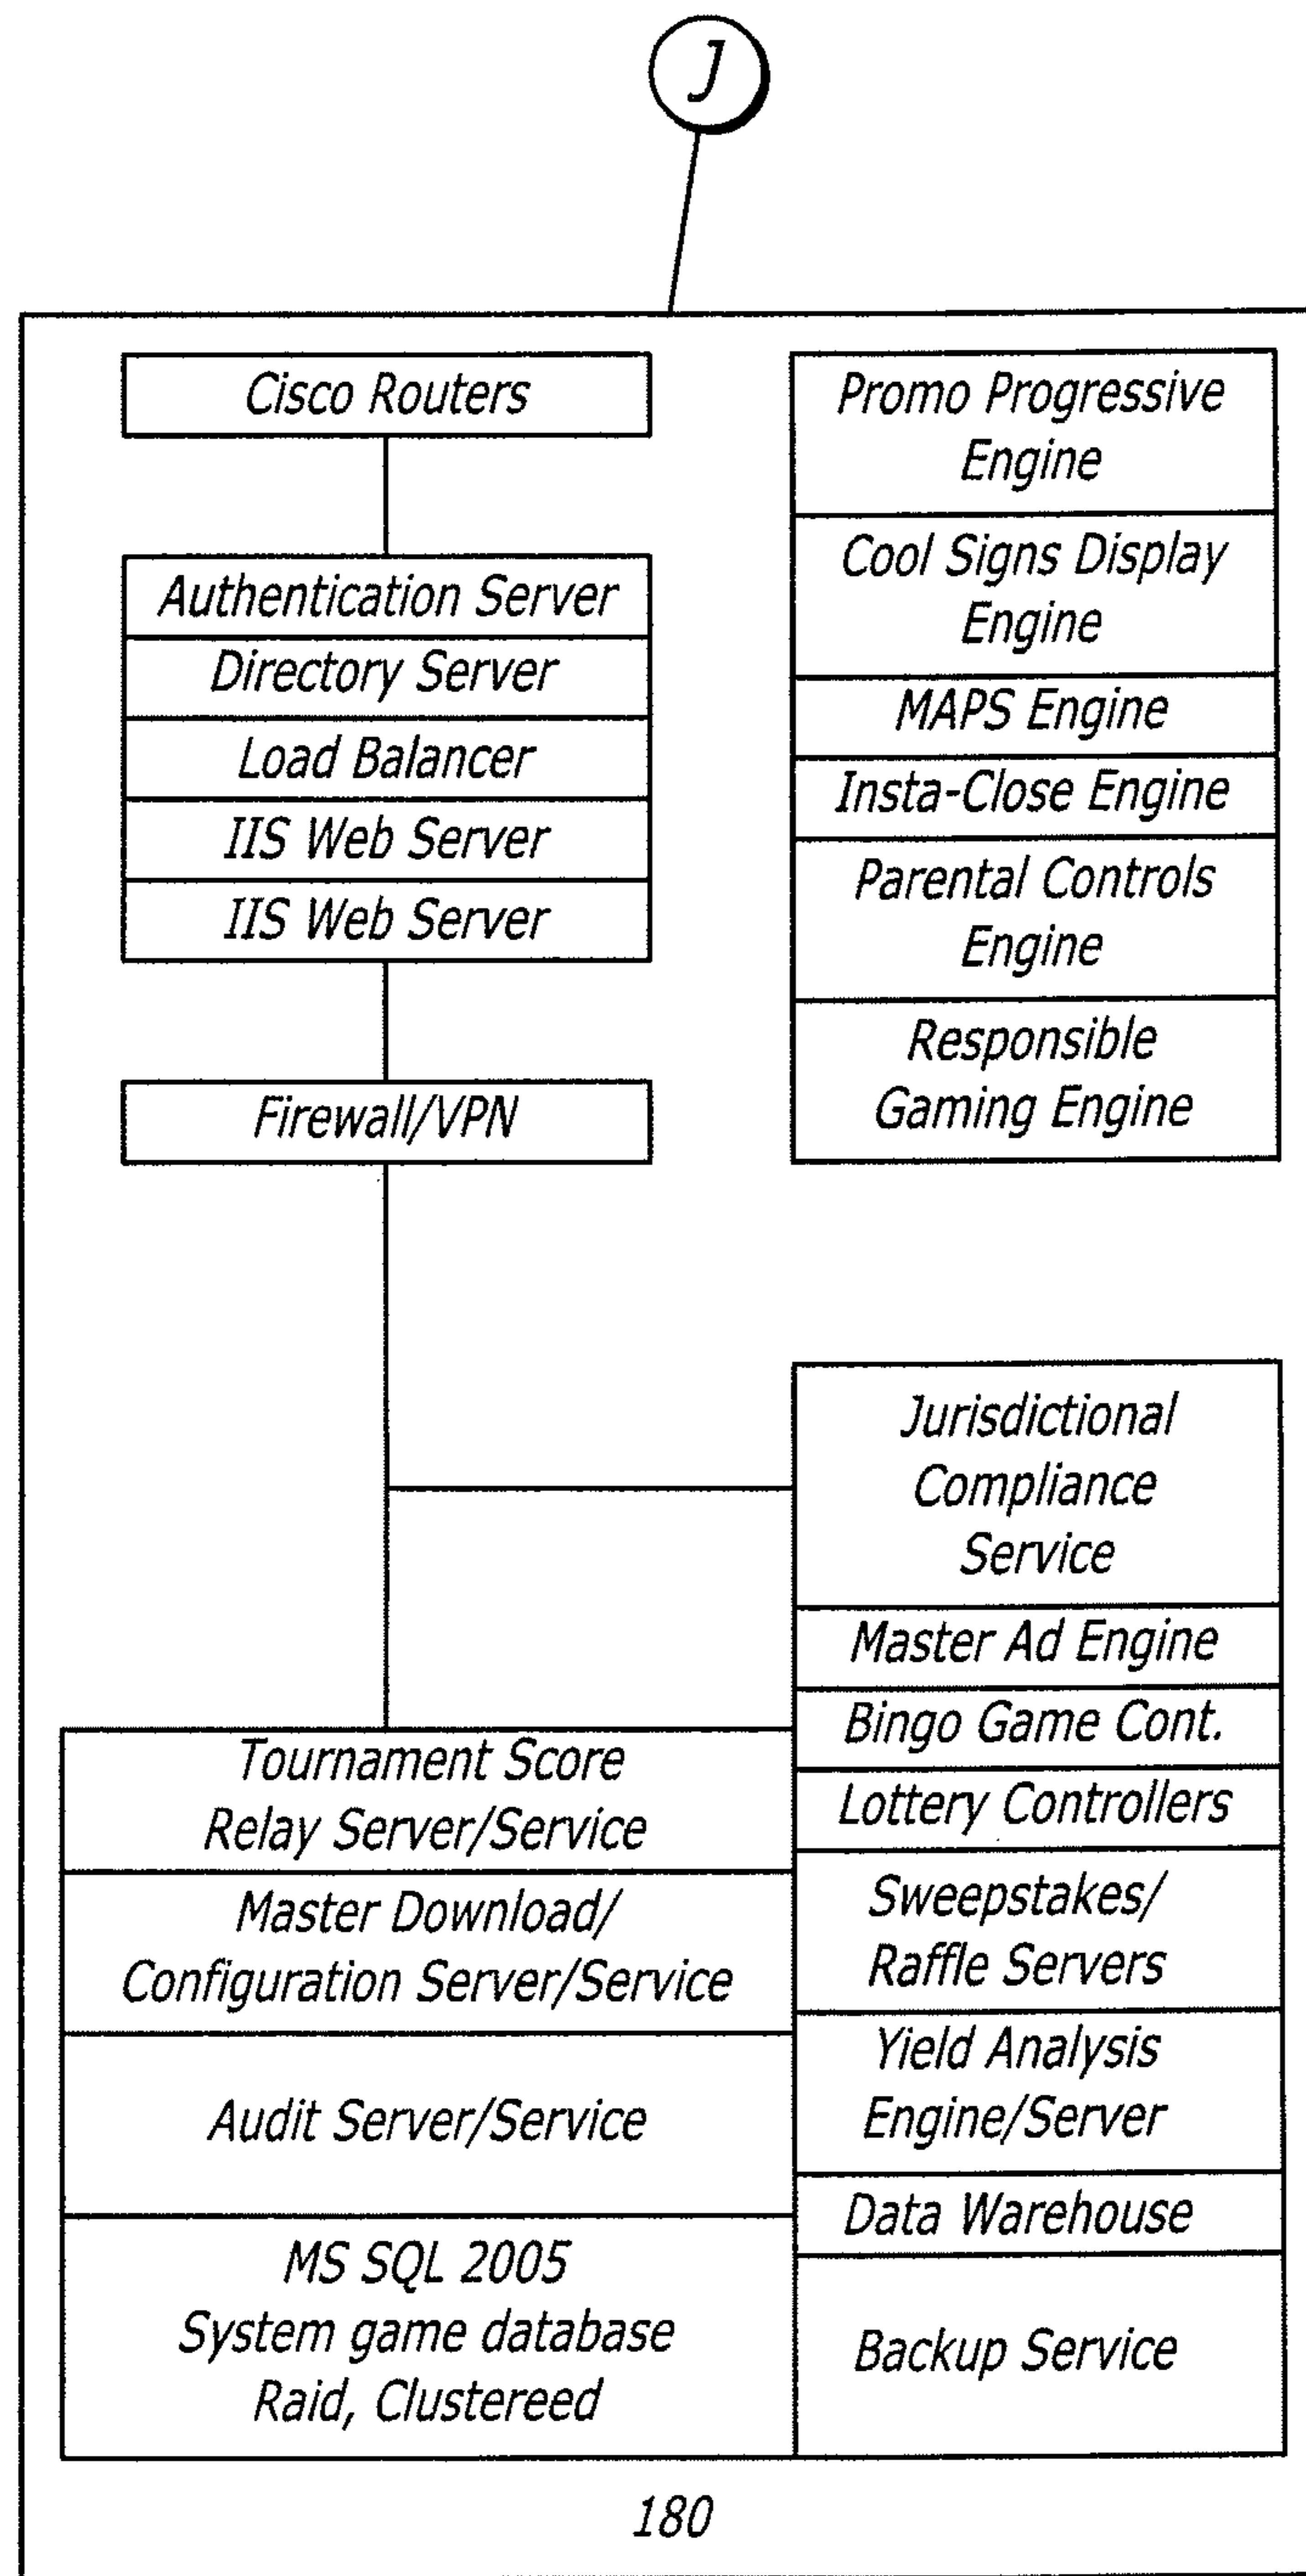 J
Cisco Routers
Authentication Server
Directory Server
Load Balancer
IIS Web Server
IIS Web Server
Firewall/VPN
Promo Progressive
Engine
Cool Signs Display
Engine
MAPS Engine
Insta-Close Engine
Parental Controls
Engine
Responsible
Gaming Engine
Tournament Score
Relay Server/Service
Master Download/
Configuration Server/Service
Audit Server/Service
MS SQL 2005
System game database
Raid, Clustereed
Jurisdictional
Compliance
Service
Master Ad Engine
Bingo Game Cont.
Lottery Controllers
Sweepstakes/
Raffle Servers
Yield Analysis
Engine/Server
Data Warehouse
Backup Service
180